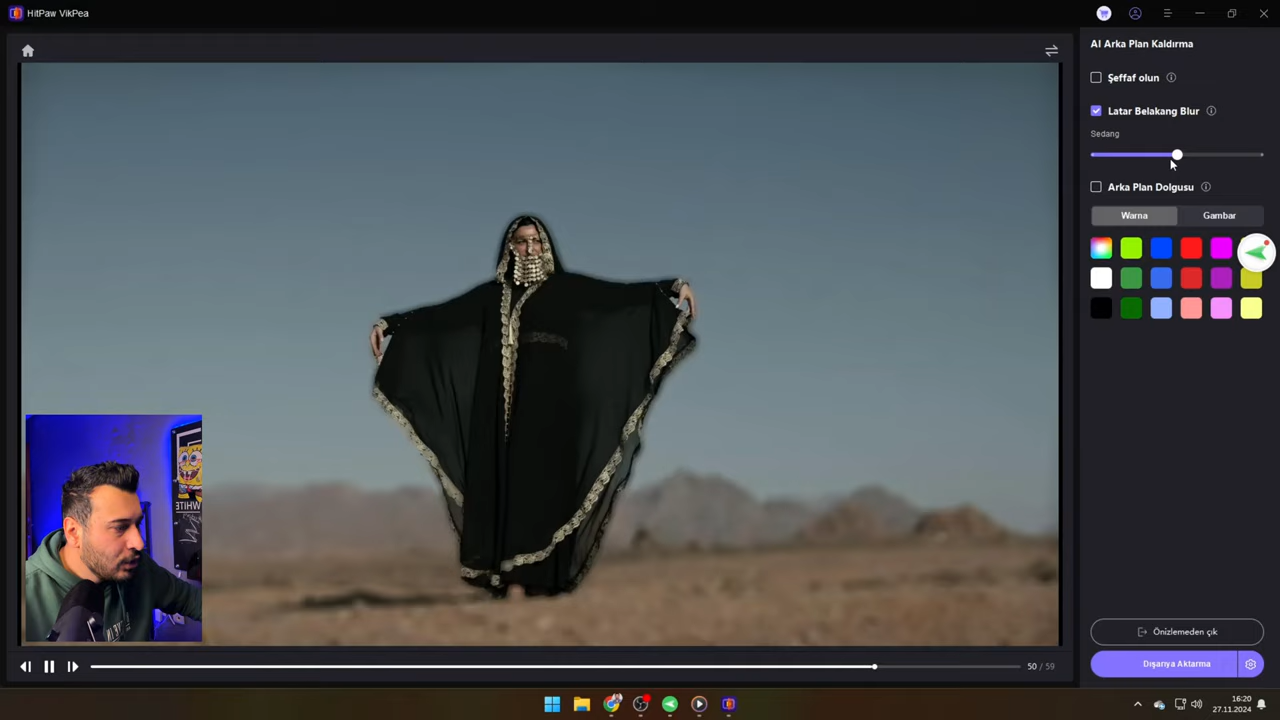 HitPaw VikPea
AI Arka Plan Kaldırma
Şeffaf olun
Latar Belakang Blur
Sedang
Arka Plan Dolgusu
Warna
Gambar
WHITE
Önizlemeden çık
Dışarıya Aktarma
50 / 59
16:20
27.11.2024